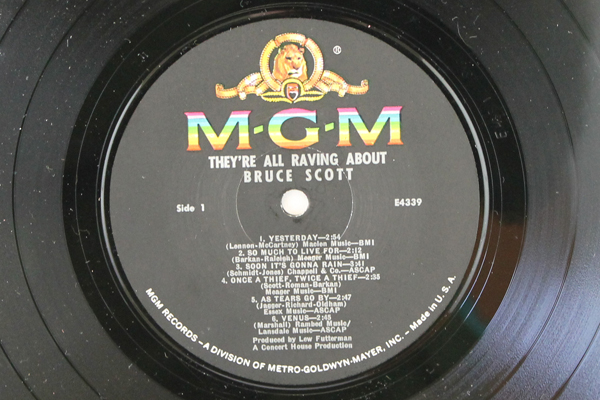 ®
M-G-M
THEY'RE ALL RAVING ABOUT
BRUCE SCOTT
Side 1
E4339
1. YESTERDAY—2:54
(Lennon-McCartney) Maclen Music—BMI
2. SO MUCH TO LIVE FOR—2:12
(Barkan-Raleigh) Meager Music—BMI
3. SOON IT'S GONNA RAIN—3:41
(Schmidt-Jones) Chappell & Co.—ASCAP
4. ONCE A THIEF, TWICE A THIEF—2:35
(Scott-Roman-Barkan)
Meager Music—BMI
5. AS TEARS GO BY—2:47
(Jagger-Richard-Oldham)
Essex Music—ASCAP
6. VENUS—2:45
(Marshall) Rambed Music/
Lansdale Music—ASCAP
Produced by Lew Futterman
A Concert House Production
MGM RECORDS—A DIVISION OF METRO-GOLDWYN-MAYER, INC.—Made in U.S.A.